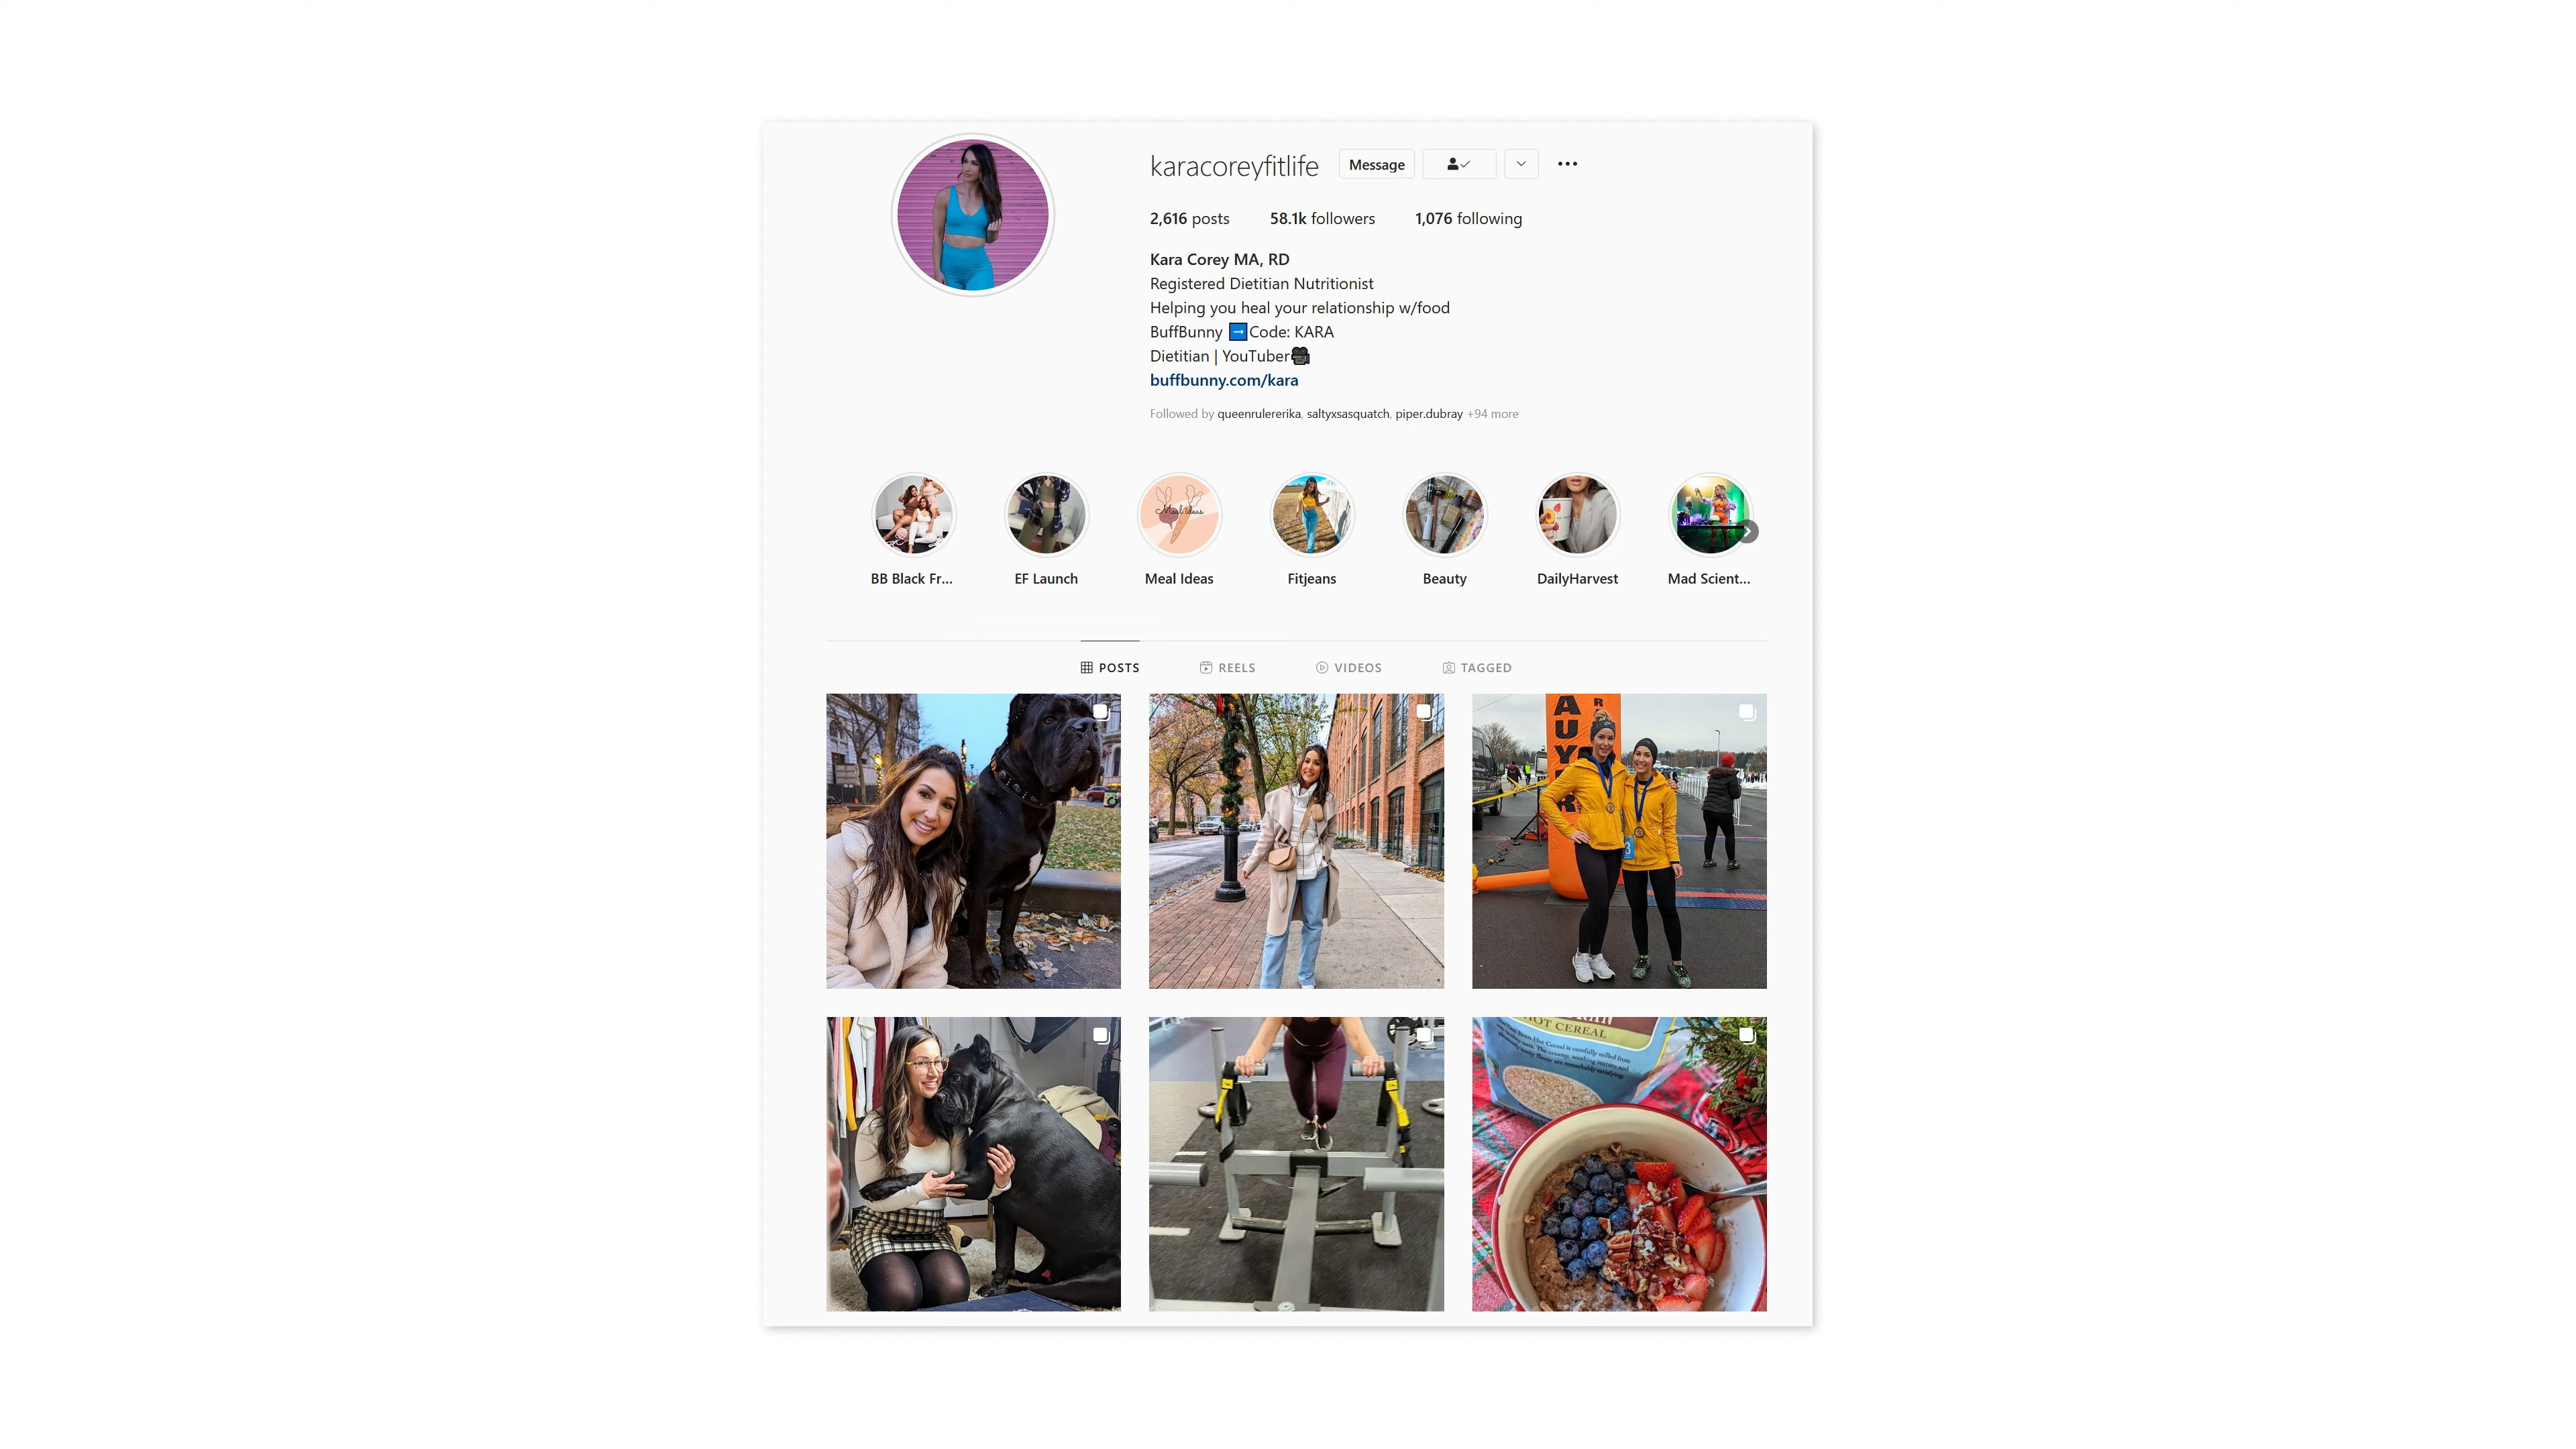 karacoreyfitlife Message
2,616 posts 58.1k followers 1,076 following
Kara Corey MA, RD
Registered Dietitian Nutritionist
Helping you heal your relationship w/food
BuffBunny ➡Code: KARA
Dietitian | YouTuber🎥
buffbunny.com/kara
Followed by queenrulererika, saltyxsasquatch, piper.dubray +94 more
Meal ideas
BB Black Fr... EF Launch Meal Ideas Fitjeans Beauty DailyHarvest Mad Scient...
POSTS REELS VIDEOS TAGGED
A R
U
Y
3
HOT CEREAL